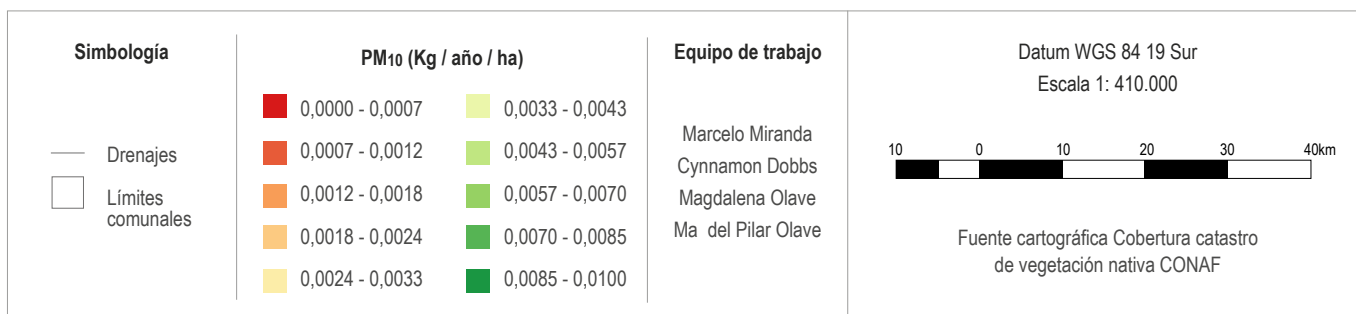 Simbología
Drenajes
Límites
comunales
PM10 (Kg / año / ha)
0,0000 - 0,0007
0,0007 - 0,0012
0,0012 - 0,0018
0,0018 - 0,0024
0,0024 - 0,0033
0,0033 - 0,0043
0,0043 - 0,0057
0,0057 - 0,0070
0,0070 - 0,0085
0,0085 - 0,0100
Equipo de trabajo
Marcelo Miranda
Cynnamon Dobbs
Magdalena Olave
Ma del Pilar Olave
Datum WGS 84 19 Sur
Escala 1: 410.000
10 0 10 20 30 40km
Fuente cartográfica Cobertura catastro
de vegetación nativa CONAF